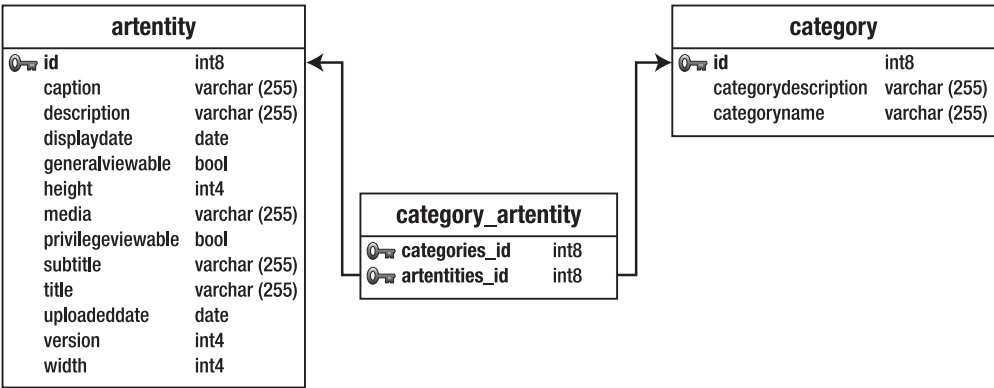 artentity
id int8
caption varchar (255)
description varchar (255)
displaydate date
generalviewable bool
height int4
media varchar (255)
privilegeviewable bool
subtitle varchar (255)
title varchar (255)
uploadeddate date
version int4
width int4
category_artentity
categories_id int8
artentities_id int8
category
id int8
categorydescription varchar (255)
categoryname varchar (255)